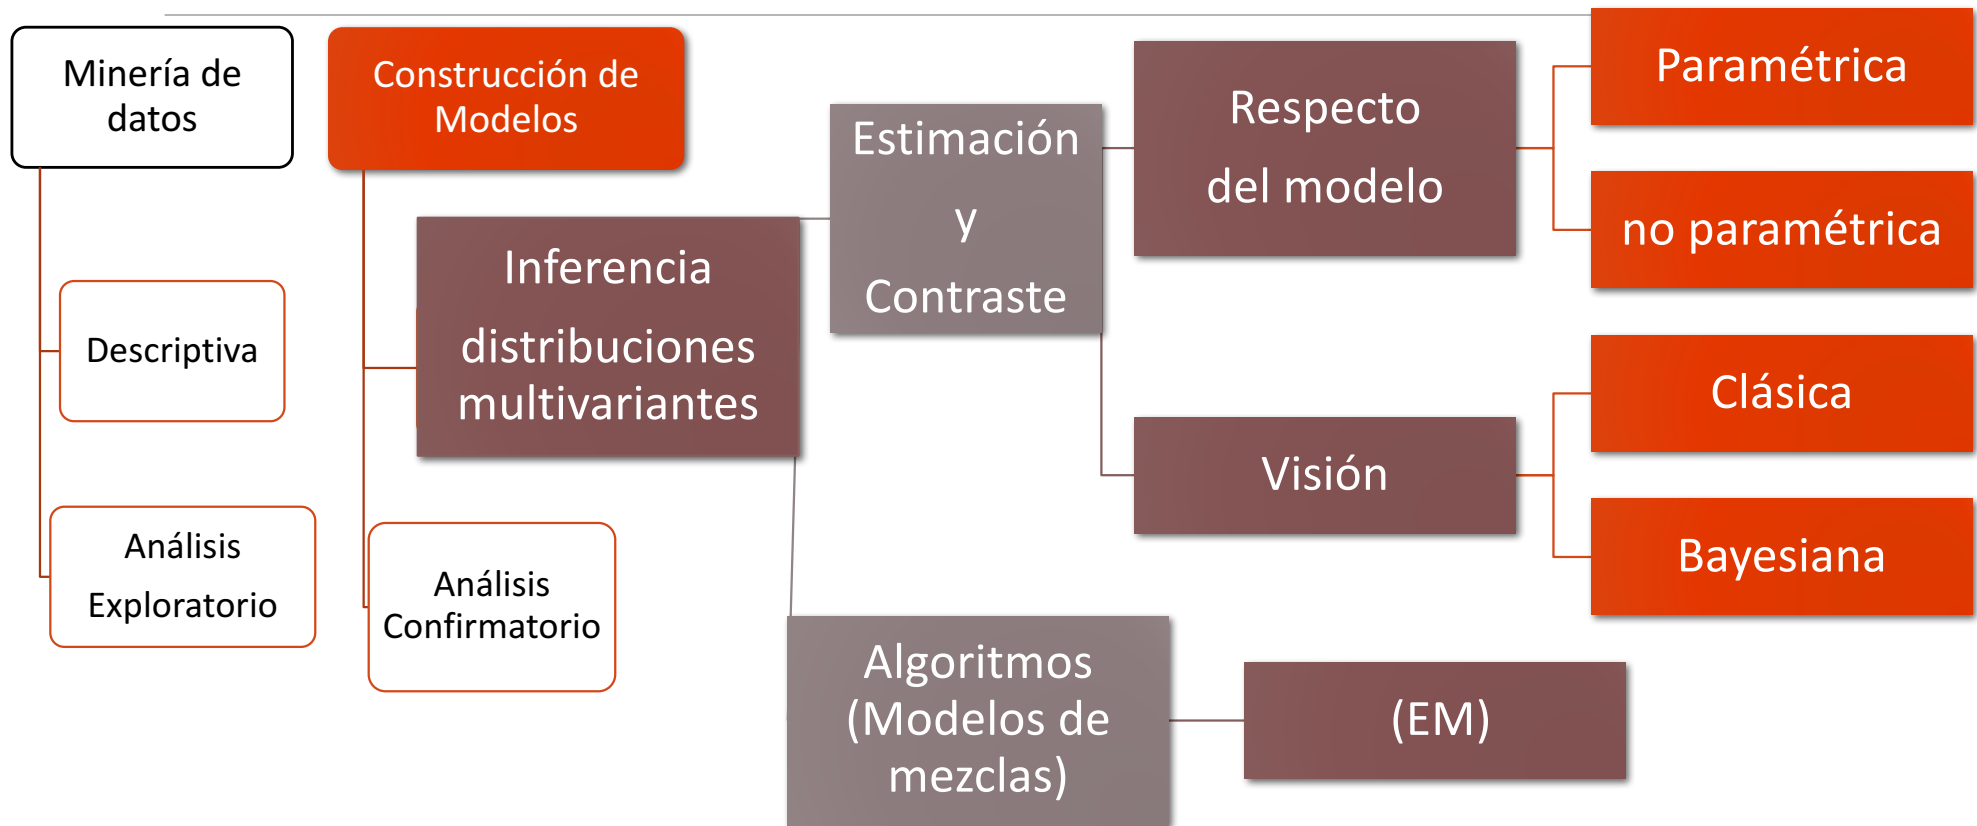 Minería de
datos
Descriptiva
Análisis
Exploratorio
Construcción de
Modelos
Inferencia
distribuciones
multivariantes
Análisis
Confirmatorio
Estimación
y
Contraste
Respecto
del modelo
Paramétrica
no paramétrica
Visión
Clásica
Bayesiana
Algoritmos
(Modelos de
mezclas)
(EM)